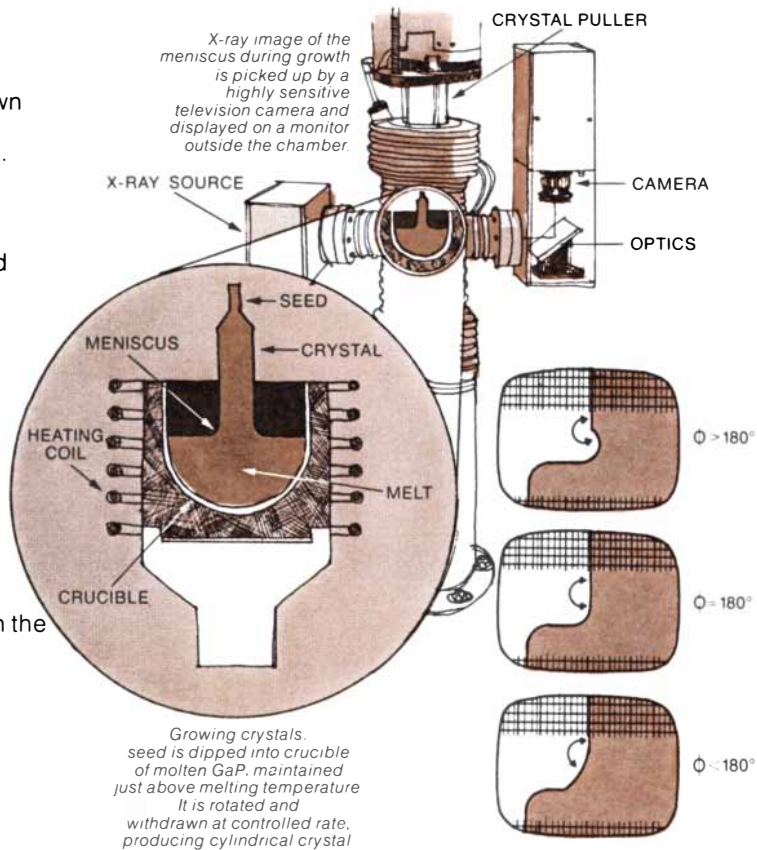 CRYSTAL PULLER
X-ray image of the
meniscus during growth
is picked up by a
highly sensitive
television camera and
displayed on a monitor
outside the chamber.
wn
.
X-RAY SOURCE
CAMERA
OPTICS
d
SEED
MENISCUS
CRYSTAL
HEATING
COIL
MELT
CRUCIBLE
n the
Φ > 180°
Φ = 180°
Φ < 180°
Growing crystals.
seed is dipped into crucible
of molten GaP, maintained
just above melting temperature
It is rotated and
withdrawn at controlled rate,
producing cylindrical crystal